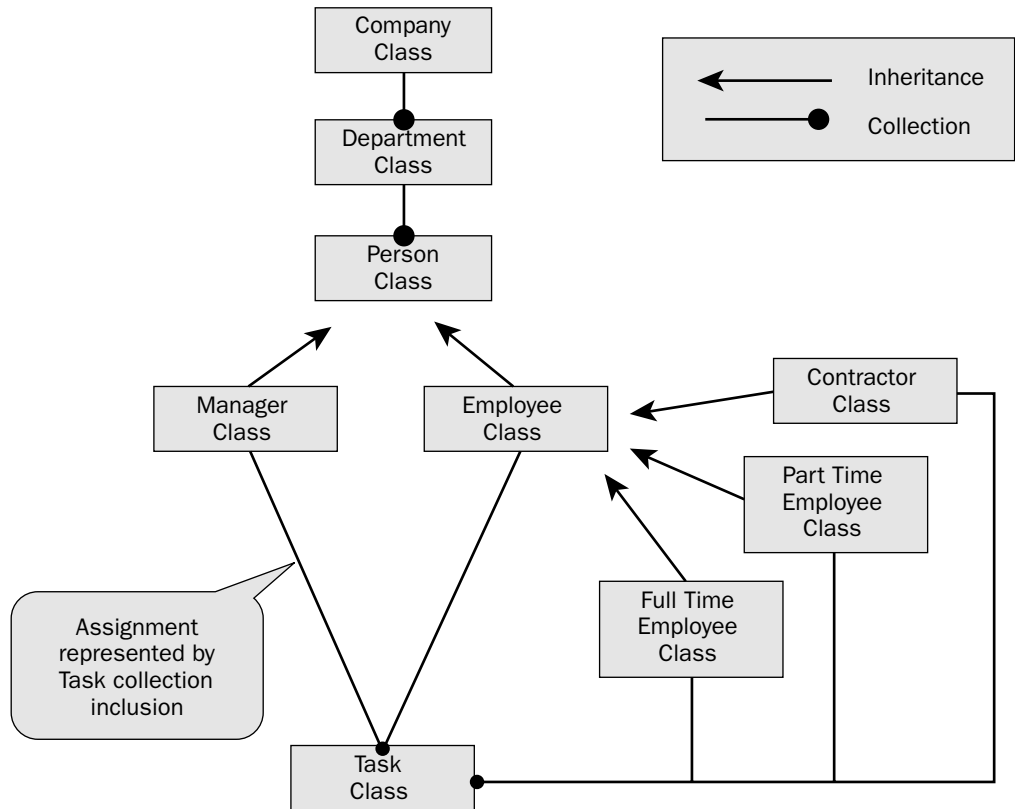 Company
Class
Inheritance
Collection
Department
Class
Person
Class
Manager
Class
Employee
Class
Contractor
Class
Part Time
Employee
Class
Full Time
Employee
Class
Assignment
represented by
Task collection
inclusion
Task
Class